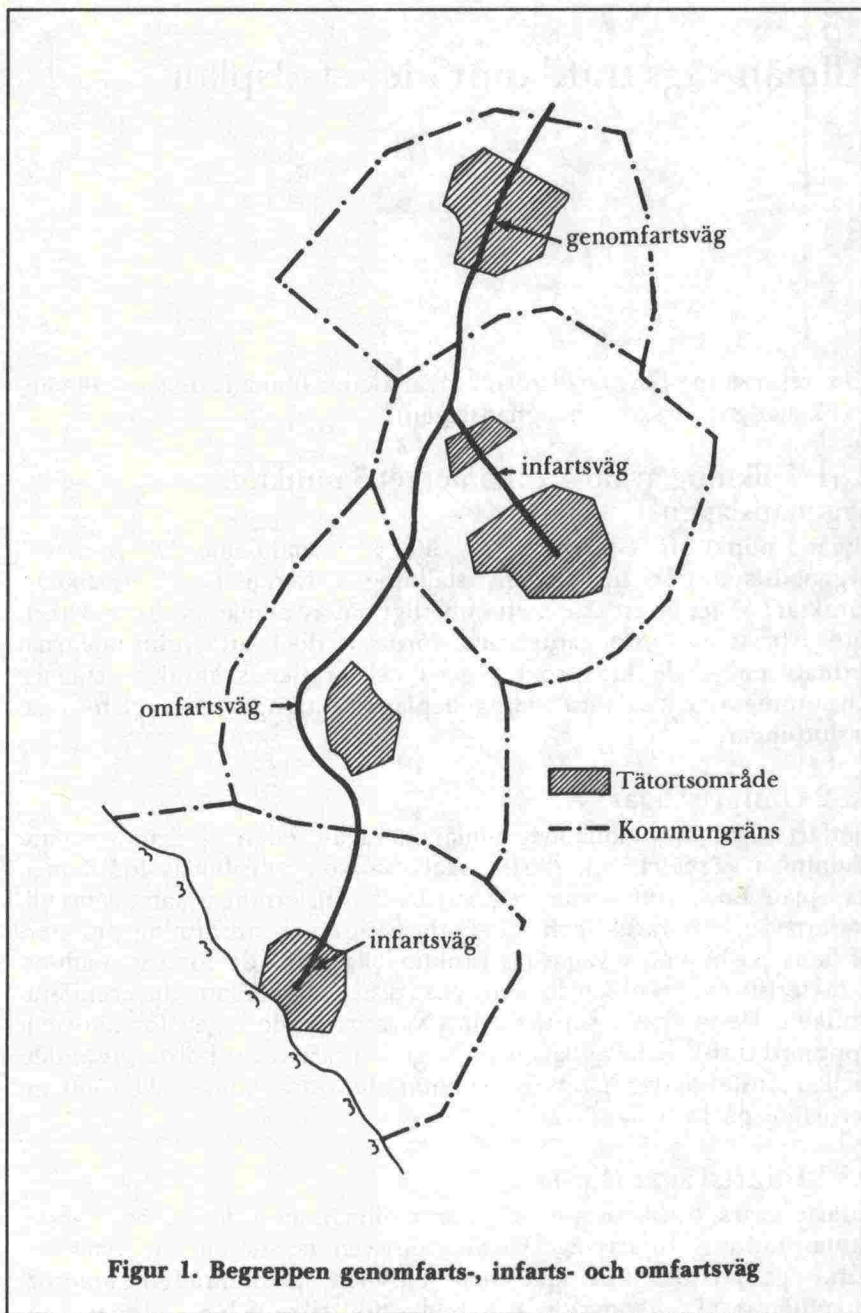 genomfartsväg
infartsväg
omfartsväg
Tätortsområde
Kommungräns
infartsväg
Figur 1. Begreppen genomfarts-, infarts- och omfartsväg